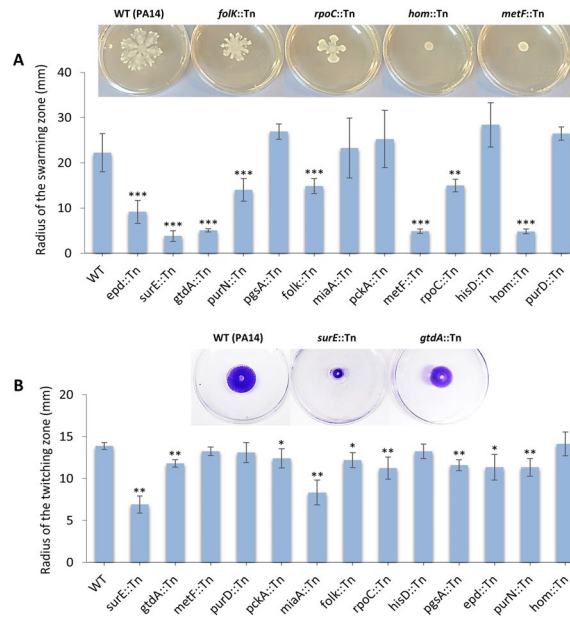 WT (PA14) folK::Tn rpoC::Tn hom::Tn metF::Tn
A
Radius of the swarming zone (mm)
40
30
20
10
0
*** *** *** *** *** *** ** ***
WT epd::Tn surE::Tn gtdA::Tn purN::Tn pgsA::Tn folk::Tn miaA::Tn pckA::Tn metF::Tn rpoC::Tn hisD::Tn hom::Tn purD::Tn
WT (PA14) surE::Tn gtdA::Tn
B
Radius of the twitching zone (mm)
20
15
10
5
0
** ** * ** * ** ** * **
WT surE::Tn gtdA::Tn metF::Tn purD::Tn pckA::Tn miaA::Tn folk::Tn rpoC::Tn hisD::Tn pgsA::Tn epd::Tn purN::Tn hom::Tn